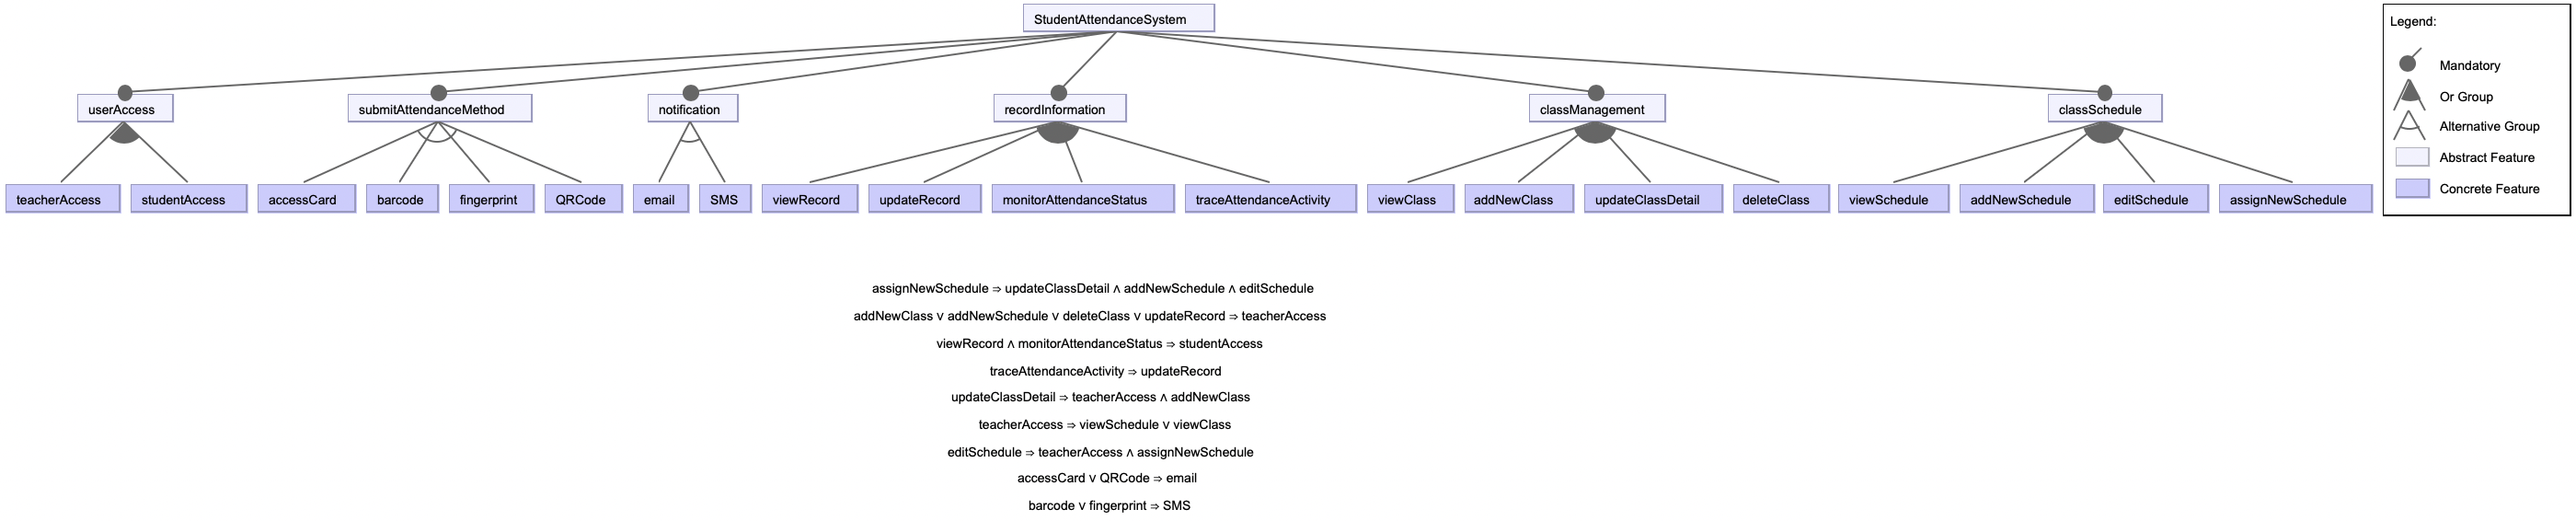 StudentAttendanceSystem
Legend:
Mandatory
Or Group
Alternative Group
Abstract Feature
Concrete Feature
userAccess submitAttendanceMethod notification recordInformation classManagement classSchedule
teacherAccess studentAccess accessCard barcode fingerprint QRCode email SMS viewRecord updateRecord monitorAttendanceStatus traceAttendanceActivity viewClass addNewClass updateClassDetail deleteClass viewSchedule addNewSchedule editSchedule assignNewSchedule
assignNewSchedule ⇒ updateClassDetail ∧ addNewSchedule ∧ editSchedule
addNewClass ∨ addNewSchedule ∨ deleteClass ∨ updateRecord ⇒ teacherAccess
viewRecord ∧ monitorAttendanceStatus ⇒ studentAccess
traceAttendanceActivity ⇒ updateRecord
updateClassDetail ⇒ teacherAccess ∧ addNewClass
teacherAccess ⇒ viewSchedule ∨ viewClass
editSchedule ⇒ teacherAccess ∧ assignNewSchedule
accessCard ∨ QRCode ⇒ email
barcode ∨ fingerprint ⇒ SMS